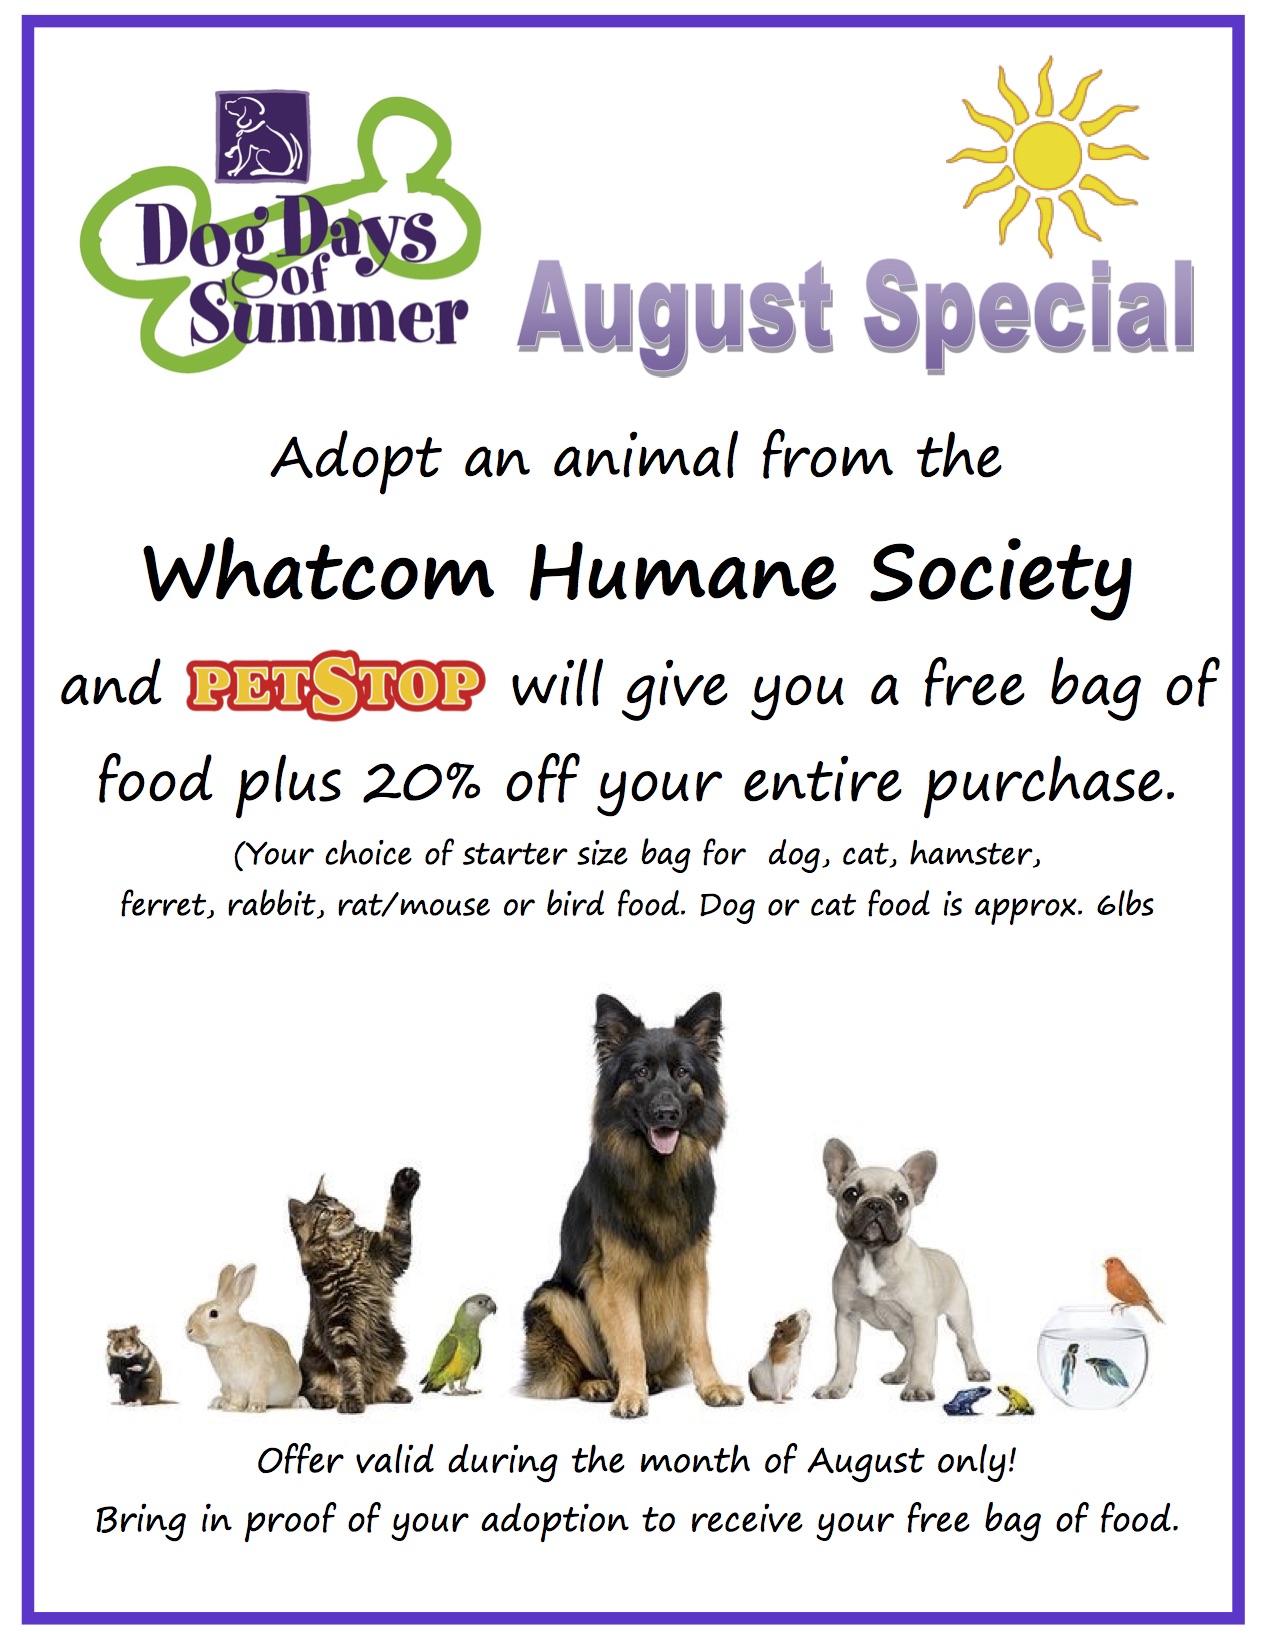 Dog Days
of
Summer
August Special
Adopt an animal from the
Whatcom Humane Society
and PETSTOP will give you a free bag of
food plus 20% off your entire purchase.
(Your choice of starter size bag for  dog, cat, hamster,
ferret, rabbit, rat/mouse or bird food. Dog or cat food is approx. 6lbs
Offer valid during the month of August only!
Bring in proof of your adoption to receive your free bag of food.